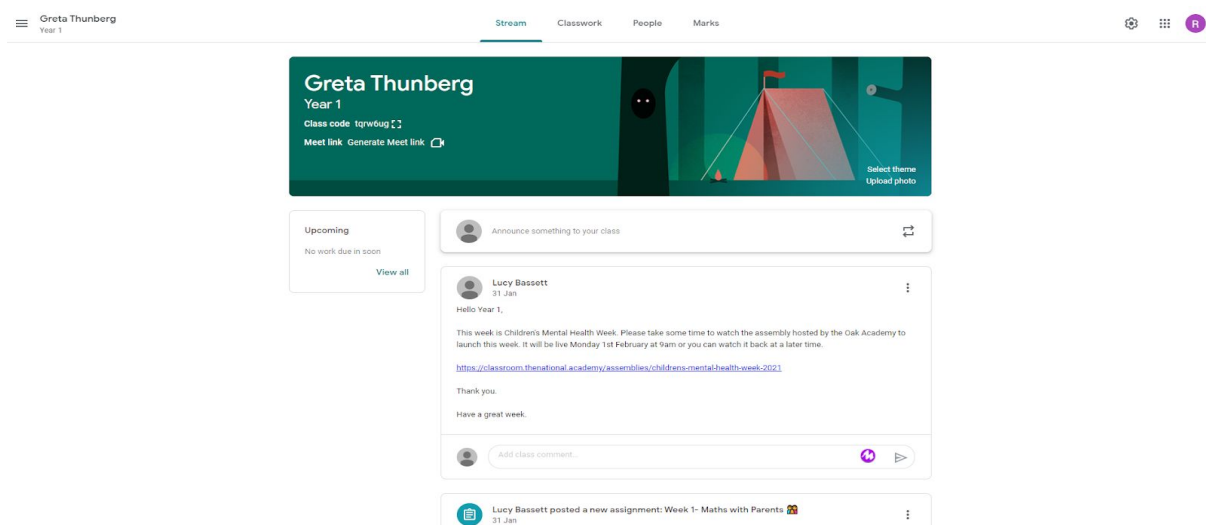 Greta Thunberg
Year 1
Stream Classwork People Marks
R
Greta Thunberg
Year 1
Class code tqrw6ug
Meet link Generate Meet link
Select theme
Upload photo
Upcoming
No work due in soon
View all
Announce something to your class
Lucy Bassett
31 Jan
Hello Year 1,
This week is Children's Mental Health Week. Please take some time to watch the assembly hosted by the Oak Academy to
launch this week. It will be live Monday 1st February at 9am or you can watch it back at a later time.
https://classroom.thenational.academy/assemblies/childrens-mental-health-week-2021
Thank you.
Have a great week.
Add class comment...
Lucy Bassett posted a new assignment: Week 1- Maths with Parents
31 Jan